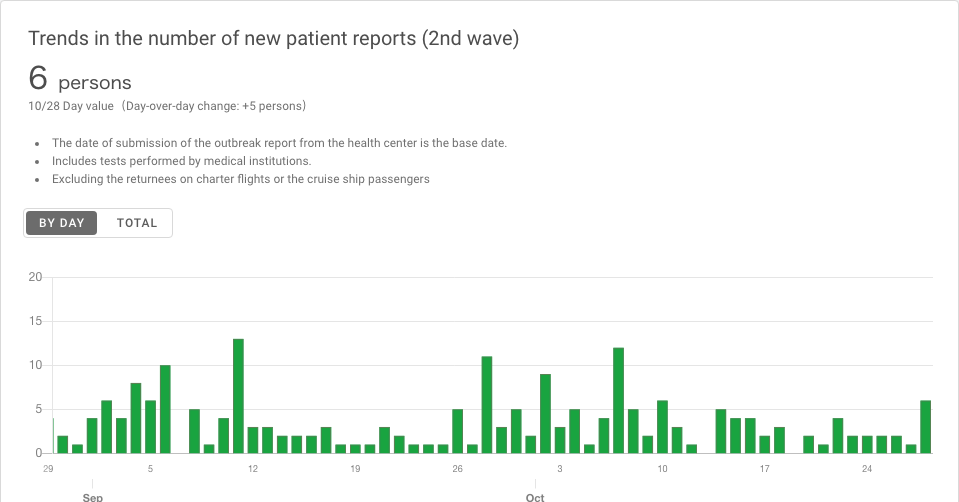 Trends in the number of new patient reports (2nd wave)
6 persons
10/28 Day value（Day-over-day change: +5 persons）
The date of submission of the outbreak report from the health center is the base date.
Includes tests performed by medical institutions.
Excluding the returnees on charter flights or the cruise ship passengers
BY DAY TOTAL
20
15
10
5
0
29 5 12 19 26 3 10 17 24
Sep Oct